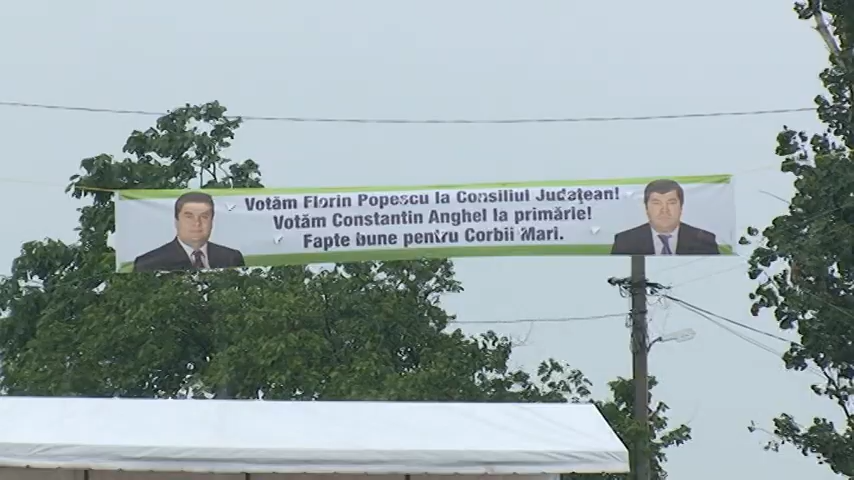 Votăm Florin Popescu la Consiliul Judeţean!
Votăm Constantin Anghel la primărie!
Fapte bune pentru Corbii Mari.